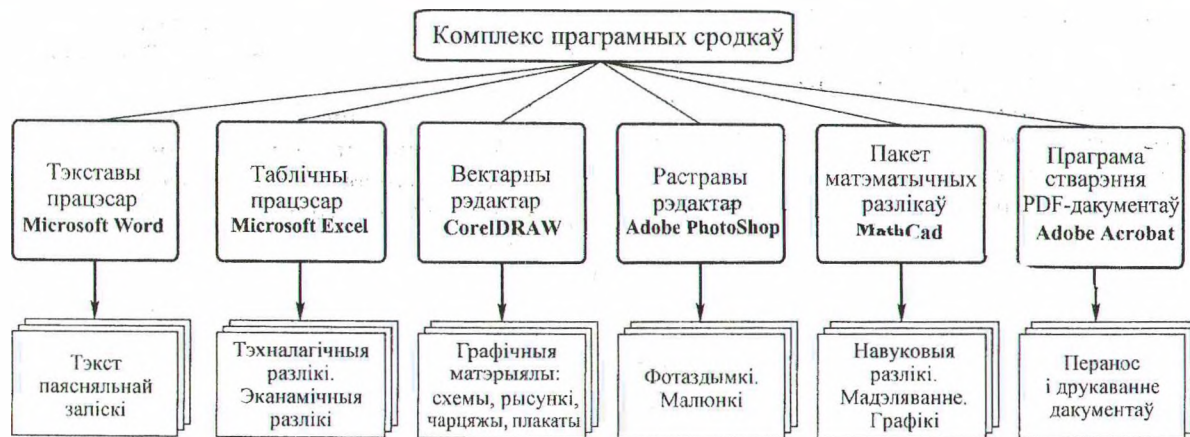 Комплекс праграмных сродкаў
Тэкставы
працэсар
Microsoft Word
Таблічны
працэсар
Microsoft Excel
Вектарны
рэдактар
CorelDRAW
Растравы
рэдактар
Adobe PhotoShop
Пакет
матэматычных
разлікаў
MathCad
Праграма
стварэння
PDF-дакументаў
Adobe Acrobat
Тэкст
паясняльнай
запіскі
Тэхналагічныя
разлікі.
Эканамічныя
разлікі
Графічныя
матэрыялы:
схемы, рысункі,
чарцяжы, плакаты
Фотаздымкі.
Малюнкі
Навуковыя
разлікі.
Мадэляванне.
Графікі
Перанос
і друкаванне
дакументаў